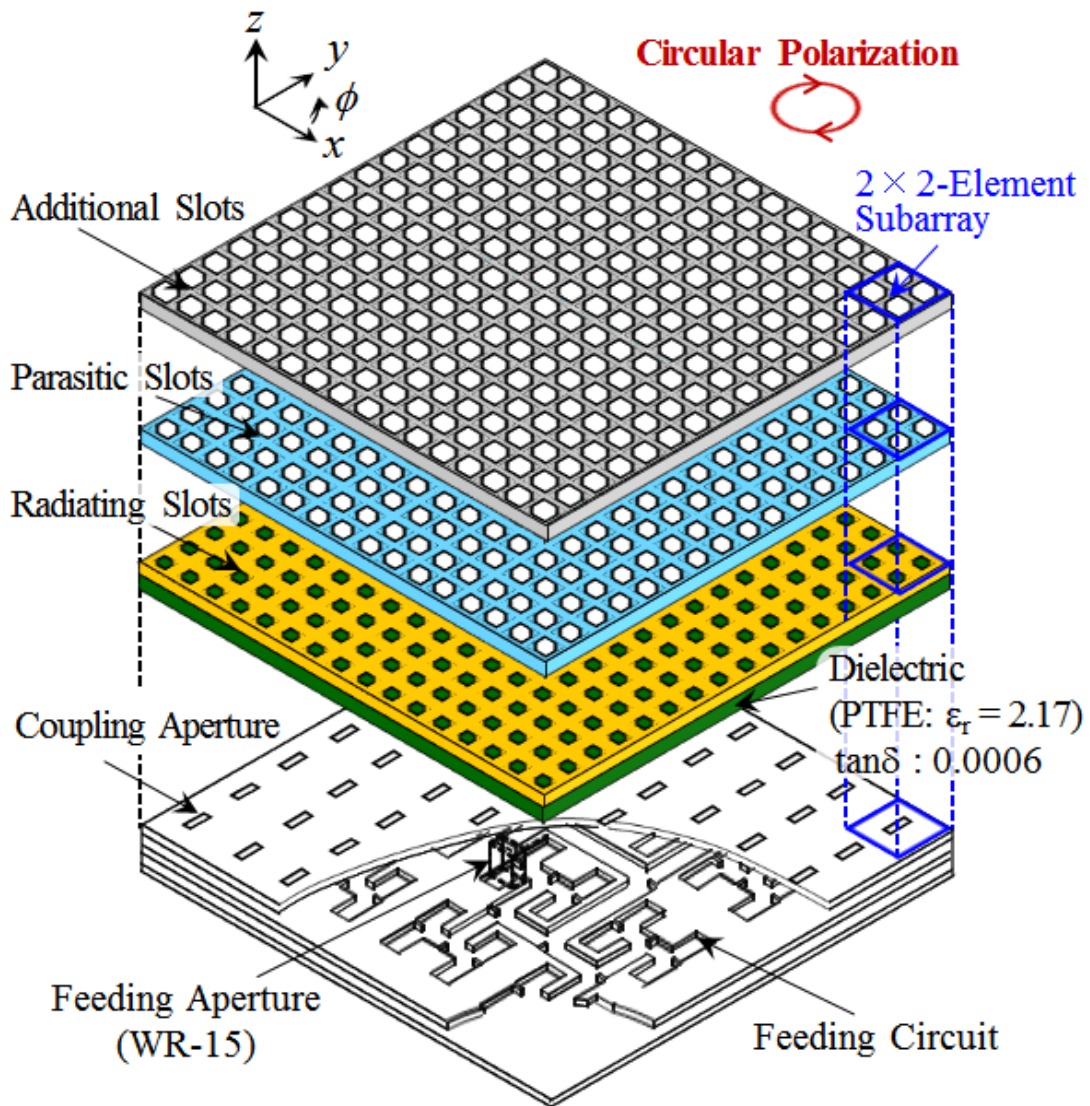 z
y
ϕ
x
Circular Polarization
2 × 2-Element
Subarray
Additional Slots
Parasitic Slots
Radiating Slots
Dielectric
(PTFE: εr = 2.17)
tanδ : 0.0006
Coupling Aperture
Feeding Aperture
(WR-15)
Feeding Circuit